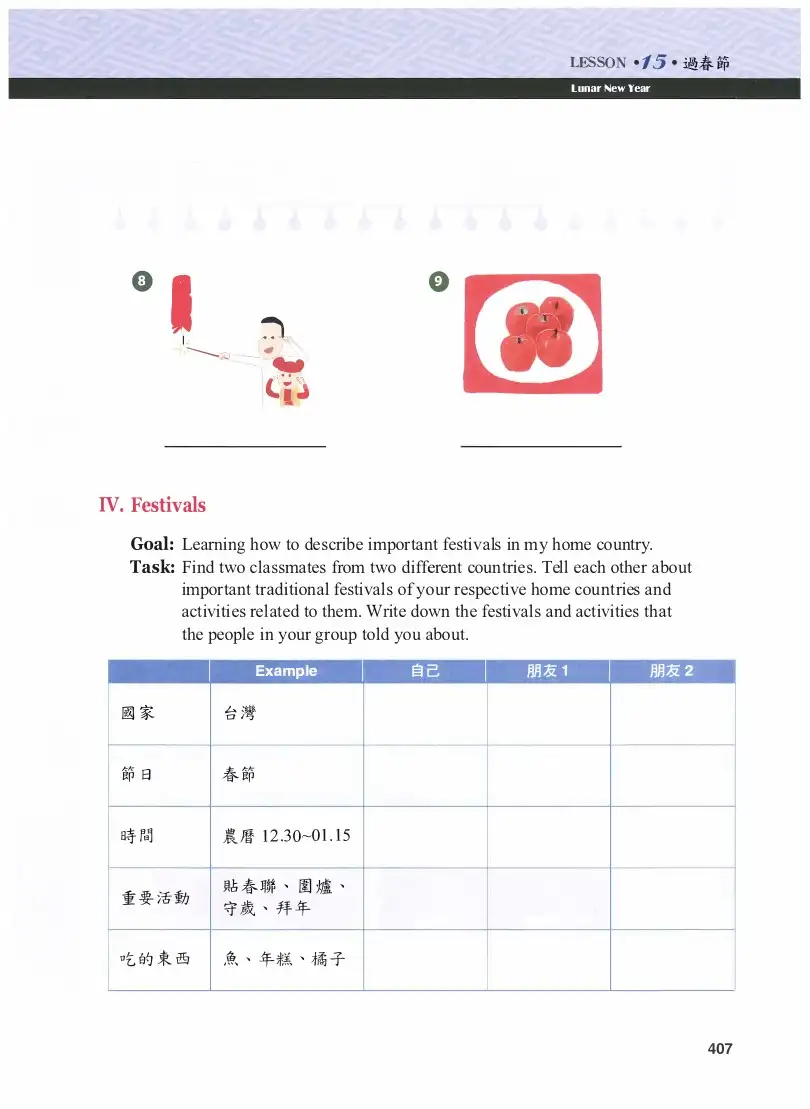 LESSON • 15 • 過春節
Lunar New Year
8
9
IV. Festivals
Goal: Learning how to describe important festivals in my home country.
Task: Find two classmates from two different countries. Tell each other about
important traditional festivals of your respective home countries and
activities related to them. Write down the festivals and activities that
the people in your group told you about.
Example 自己 朋友 1 朋友 2
國家 台灣
節日 春節
時間 農曆 12.30~01.15
重要活動 貼春聯、圍爐、
守歲、拜年
吃的東西 魚、年糕、橘子
407